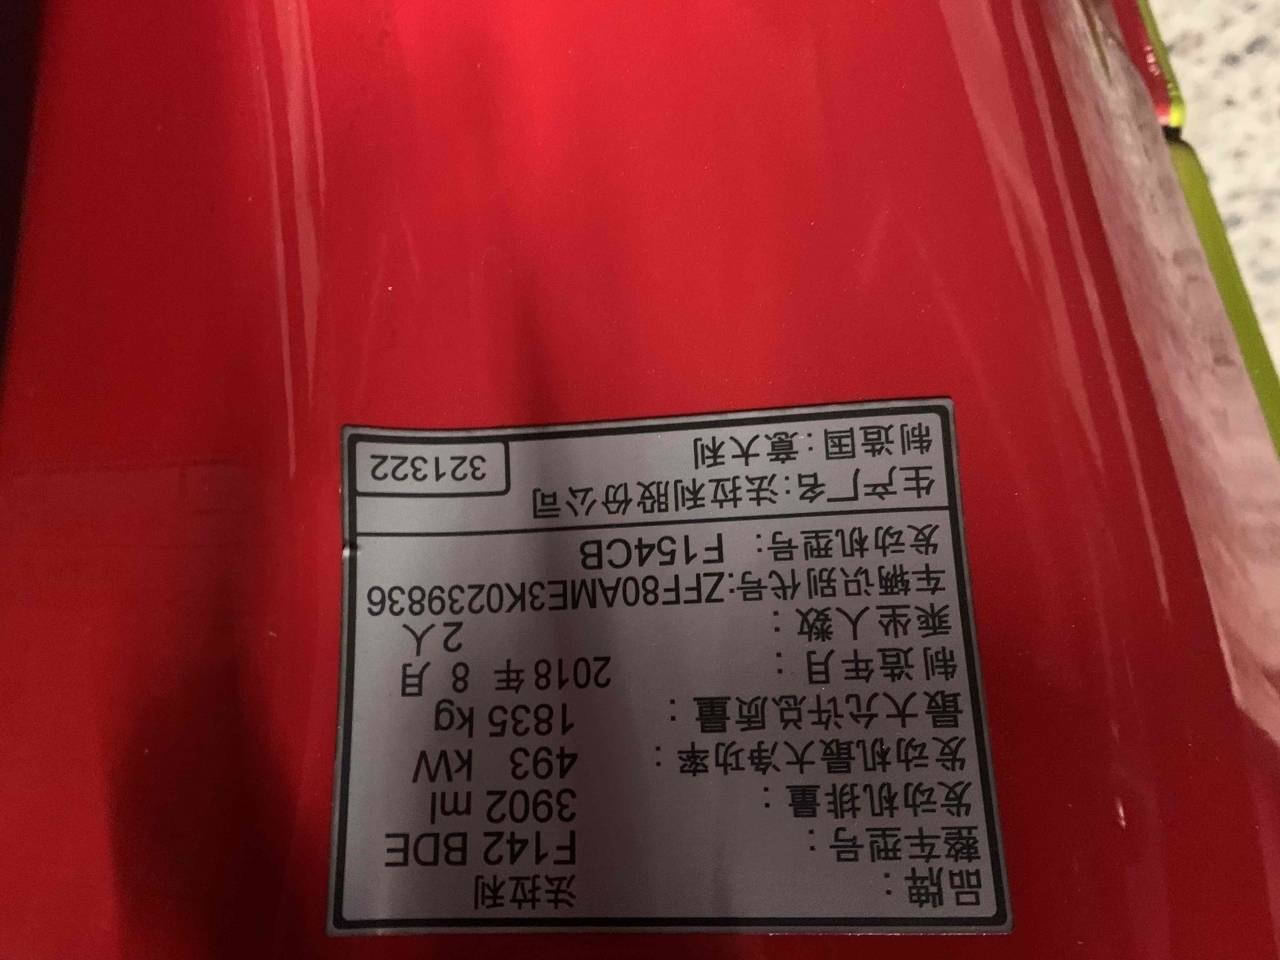 品牌： 法拉利
整车型号： F142 BDE
发动机排量： 3902 ml
发动机最大净功率： 493 kW
最大允许总质量： 1835 kg
制造年月： 2018年 8 月
乘坐人数： 2人
车辆识别代号:ZFF80AME3K0239836
发动机型号: F154CB
生产厂名:法拉利股份公司
制造国:意大利 321322